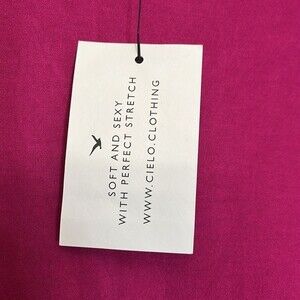 SOFT AND SEXY
WITH PERFECT STRETCH
WWW.CIELO.CLOTHING